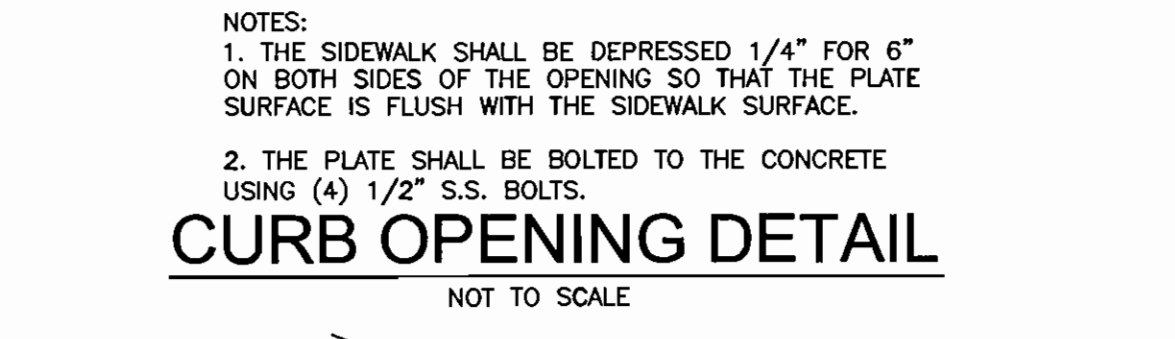 NOTES:
1. THE SIDEWALK SHALL BE DEPRESSED 1/4" FOR 6"
ON BOTH SIDES OF THE OPENING SO THAT THE PLATE
SURFACE IS FLUSH WITH THE SIDEWALK SURFACE.
2. THE PLATE SHALL BE BOLTED TO THE CONCRETE
USING (4) 1/2" S.S. BOLTS.
CURB OPENING DETAIL
NOT TO SCALE